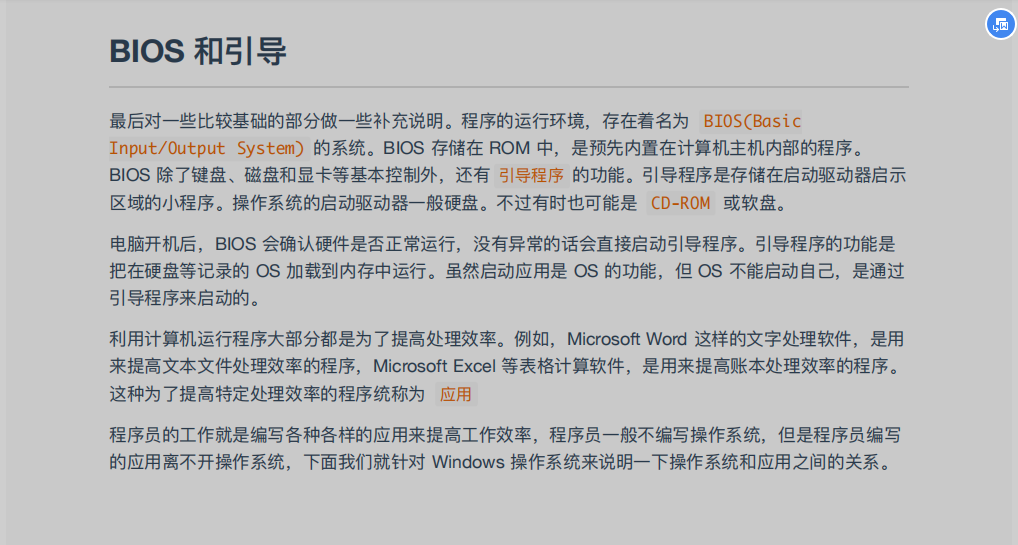 BIOS 和引导
最后对一些比较基础的部分做一些补充说明。程序的运行环境，存在着名为 BIOS(Basic
Input/Output System) 的系统。BIOS 存储在 ROM 中，是预先内置在计算机主机内部的程序。
BIOS 除了键盘、磁盘和显卡等基本控制外，还有 引导程序 的功能。引导程序是存储在启动驱动器启示
区域的小程序。操作系统的启动驱动器一般硬盘。不过有时也可能是 CD-ROM 或软盘。
电脑开机后，BIOS 会确认硬件是否正常运行，没有异常的话会直接启动引导程序。引导程序的功能是
把在硬盘等记录的 OS 加载到内存中运行。虽然启动应用是 OS 的功能，但 OS 不能启动自己，是通过
引导程序来启动的。
利用计算机运行程序大部分都是为了提高处理效率。例如，Microsoft Word 这样的文字处理软件，是用
来提高文本文件处理效率的程序，Microsoft Excel 等表格计算软件，是用来提高账本处理效率的程序。
这种为了提高特定处理效率的程序统称为 应用
程序员的工作就是编写各种各样的应用来提高工作效率，程序员一般不编写操作系统，但是程序员编写
的应用离不开操作系统，下面我们就针对 Windows 操作系统来说明一下操作系统和应用之间的关系。